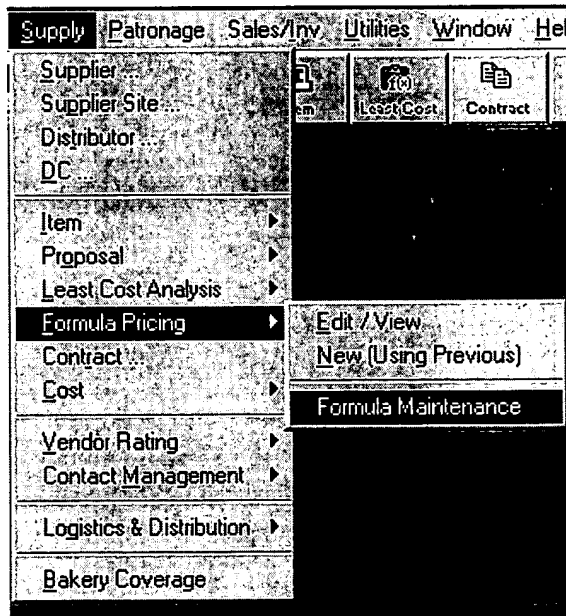 Supply Patronage Sales/Inv Utilities Window Hel
Supplier ...
Supplier Site ...
Distributor ...
DC ...
em Least Cost Contract
Item
Proposal
Least Cost Analysis
Formula Pricing
Contract ...
Cost
Edit / View
New (Using Previous)
Formula Maintenance
Vendor Rating
Contact Management
Logistics & Distribution
Bakery Coverage